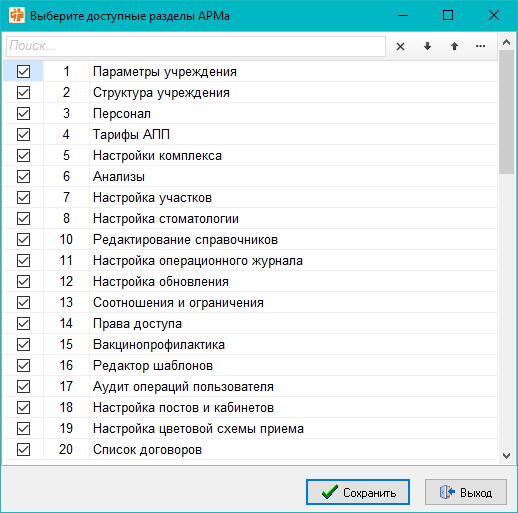 Выберите доступные разделы АРМа
Поиск...
1 Параметры учреждения
2 Структура учреждения
3 Персонал
4 Тарифы АПП
5 Настройки комплекса
6 Анализы
7 Настройка участков
8 Настройка стоматологии
10 Редактирование справочников
11 Настройка операционного журнала
12 Настройка обновления
13 Соотношения и ограничения
14 Права доступа
15 Вакцинопрофилактика
16 Редактор шаблонов
17 Аудит операций пользователя
18 Настройка постов и кабинетов
19 Настройка цветовой схемы приема
20 Список договоров
Сохранить Выход